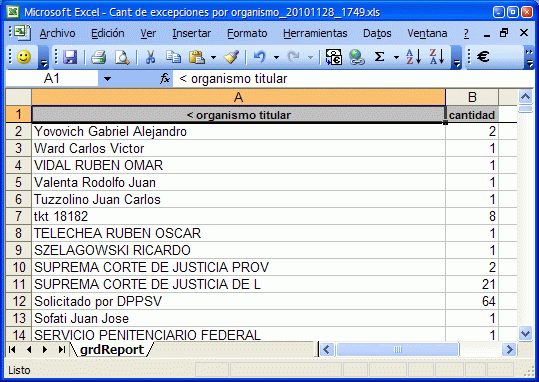 Microsoft Excel - Cant de excepciones por organismo_20101128_1749.xls
Archivo Edición Ver Insertar Formato Herramientas Datos Ventana ?
Σ A Z Z A €
A1 fx < organismo titular
A B
1 < organismo titular cantidad
2 Yovovich Gabriel Alejandro 2
3 Ward Carlos Victor 1
4 VIDAL RUBEN OMAR 1
5 Valenta Rodolfo Juan 1
6 Tuzzolino Juan Carlos 1
7 tkt 18182 8
8 TELECHEA RUBEN OSCAR 1
9 SZELAGOWSKI RICARDO 1
10 SUPREMA CORTE DE JUSTICIA PROV 2
11 SUPREMA CORTE DE JUSTICIA DE L 21
12 Solicitado por DPPSV 64
13 Sofati Juan Jose 1
14 SERVICIO PENITENCIARIO FEDERAL 1
grdReport
Listo